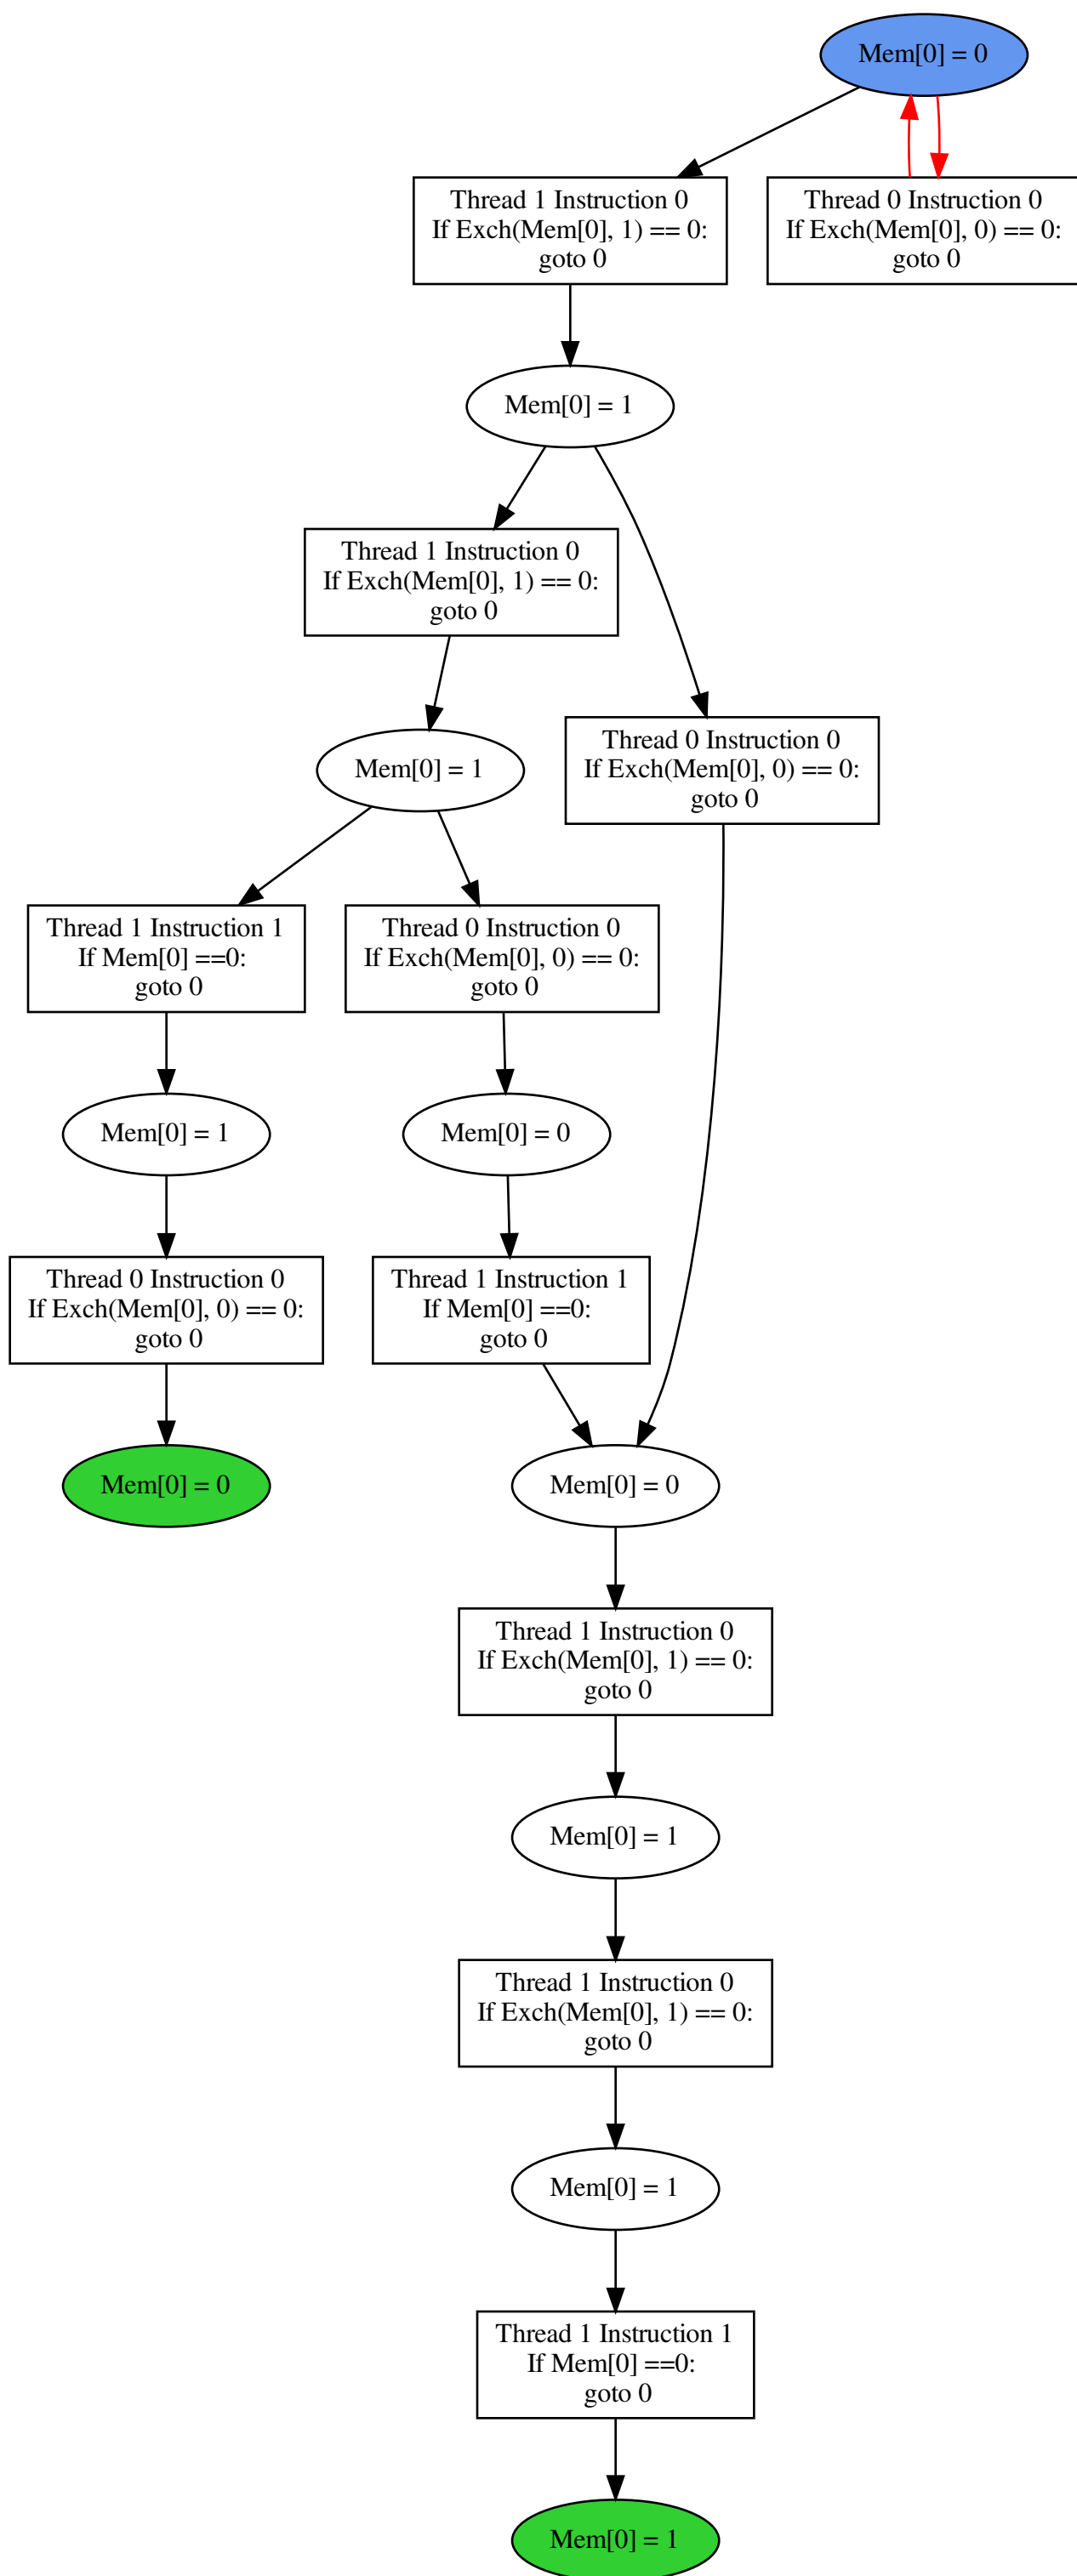 Mem[0] = 0
Thread 1 Instruction 0
If Exch(Mem[0], 1) == 0:
goto 0
Thread 0 Instruction 0
If Exch(Mem[0], 0) == 0:
goto 0
Mem[0] = 1
Thread 1 Instruction 0
If Exch(Mem[0], 1) == 0:
goto 0
Thread 0 Instruction 0
If Exch(Mem[0], 0) == 0:
goto 0
Mem[0] = 1
Thread 1 Instruction 1
If Mem[0] ==0:
goto 0
Thread 0 Instruction 0
If Exch(Mem[0], 0) == 0:
goto 0
Mem[0] = 1
Mem[0] = 0
Thread 0 Instruction 0
If Exch(Mem[0], 0) == 0:
goto 0
Thread 1 Instruction 1
If Mem[0] ==0:
goto 0
Mem[0] = 0
Mem[0] = 0
Thread 1 Instruction 0
If Exch(Mem[0], 1) == 0:
goto 0
Mem[0] = 1
Thread 1 Instruction 0
If Exch(Mem[0], 1) == 0:
goto 0
Mem[0] = 1
Thread 1 Instruction 1
If Mem[0] ==0:
goto 0
Mem[0] = 1